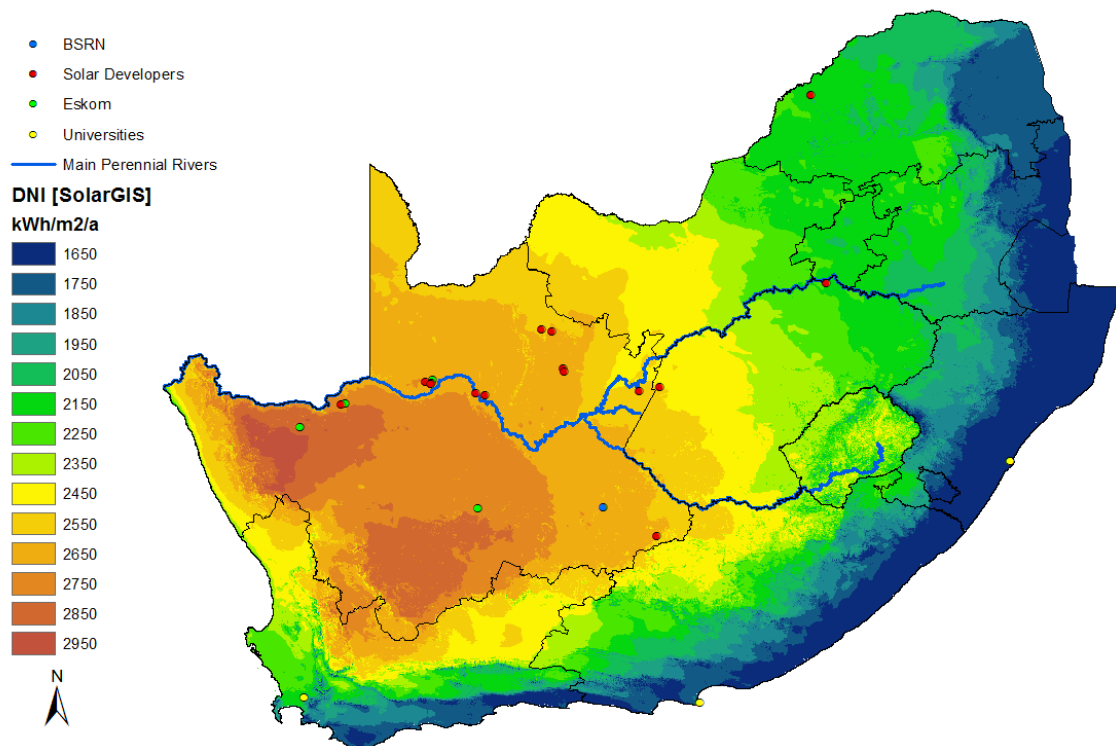 BSRN
Solar Developers
Eskom
Universities
Main Perennial Rivers
DNI [SolarGIS]
kWh/m2/a
1650
1750
1850
1950
2050
2150
2250
2350
2450
2550
2650
2750
2850
2950
N